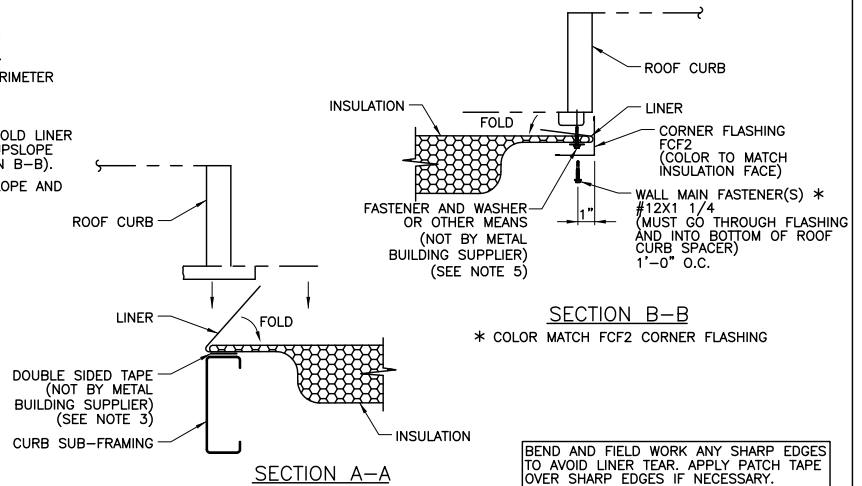 RIMETER
OLD LINER
PSLOPE
N B-B).
LOPE AND
ROOF CURB
LINER
FOLD
DOUBLE SIDED TAPE
(NOT BY METAL
BUILDING SUPPLIER)
(SEE NOTE 3)
CURB SUB-FRAMING
INSULATION
SECTION A-A
ROOF CURB
INSULATION
FOLD
LINER
CORNER FLASHING
FCF2
(COLOR TO MATCH
INSULATION FACE)
FASTENER AND WASHER
OR OTHER MEANS
(NOT BY METAL
BUILDING SUPPLIER)
(SEE NOTE 5)
1"
WALL MAIN FASTENER(S) *
#12X1 1/4
(MUST GO THROUGH FLASHING
AND INTO BOTTOM OF ROOF
CURB SPACER)
1'-0" O.C.
SECTION B-B
* COLOR MATCH FCF2 CORNER FLASHING
BEND AND FIELD WORK ANY SHARP EDGES
TO AVOID LINER TEAR. APPLY PATCH TAPE
OVER SHARP EDGES IF NECESSARY.